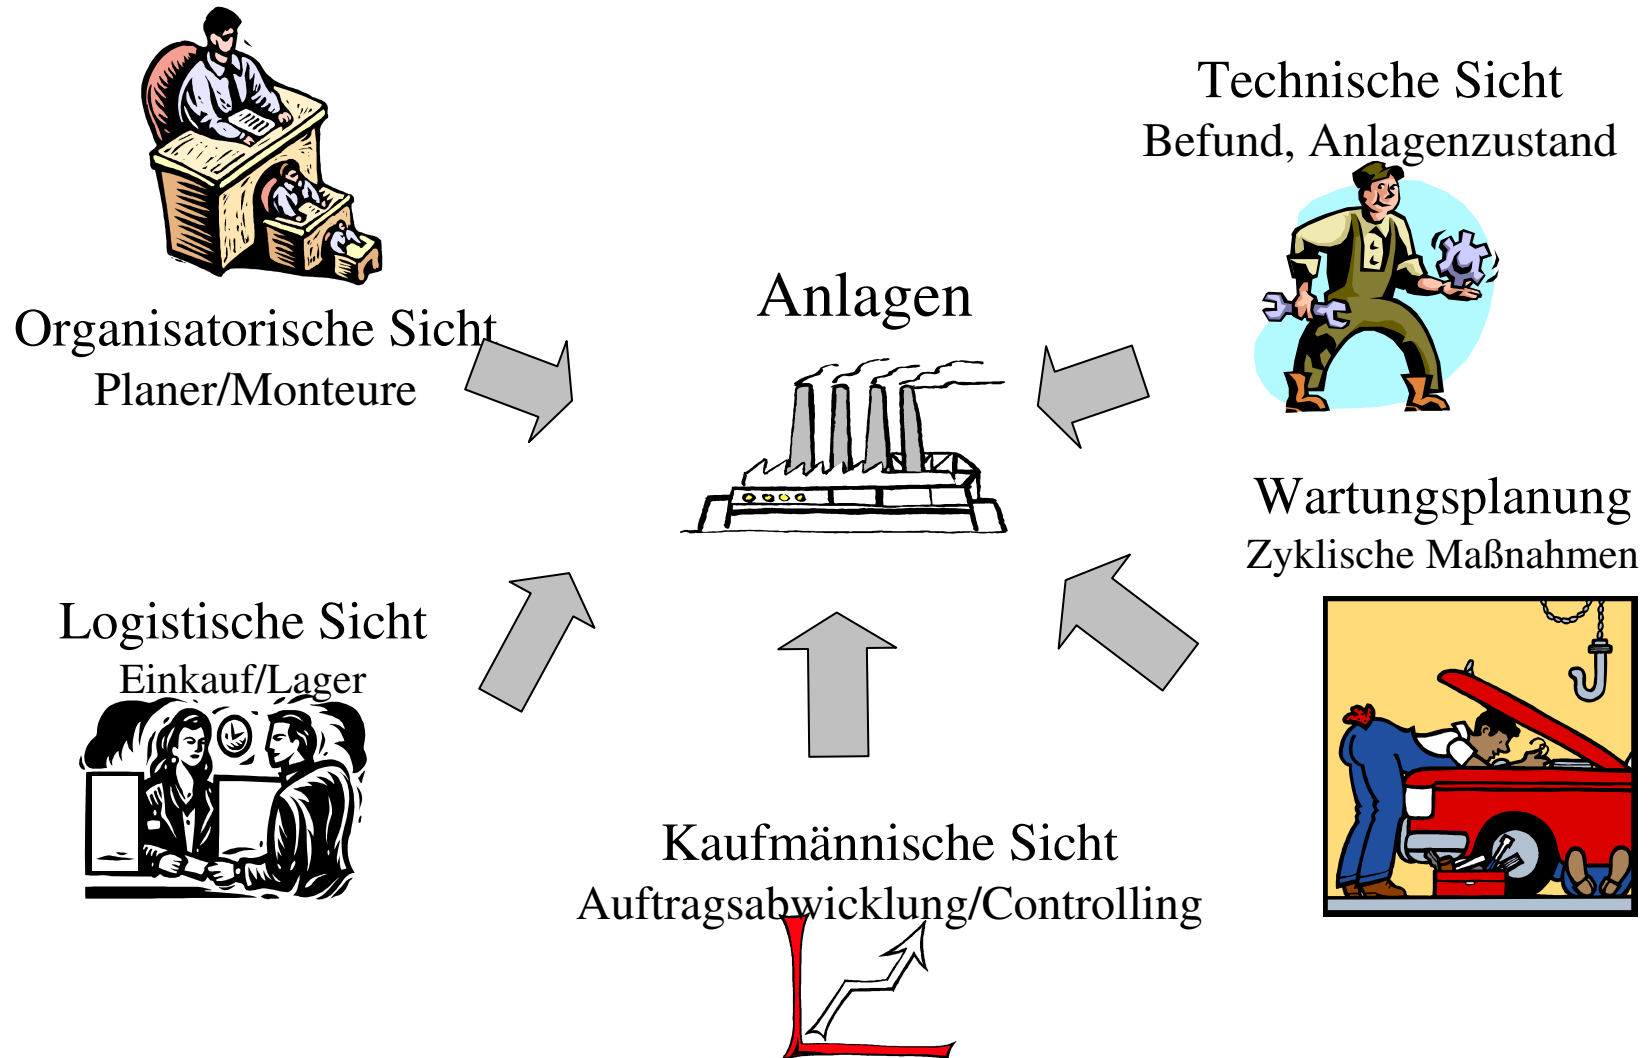 Technische Sicht
Befund, Anlagenzustand
Anlagen
Organisatorische Sicht
Planer/Monteure
Wartungsplanung
Zyklische Maßnahmen
Logistische Sicht
Einkauf/Lager
Kaufmännische Sicht
Auftragsabwicklung/Controlling